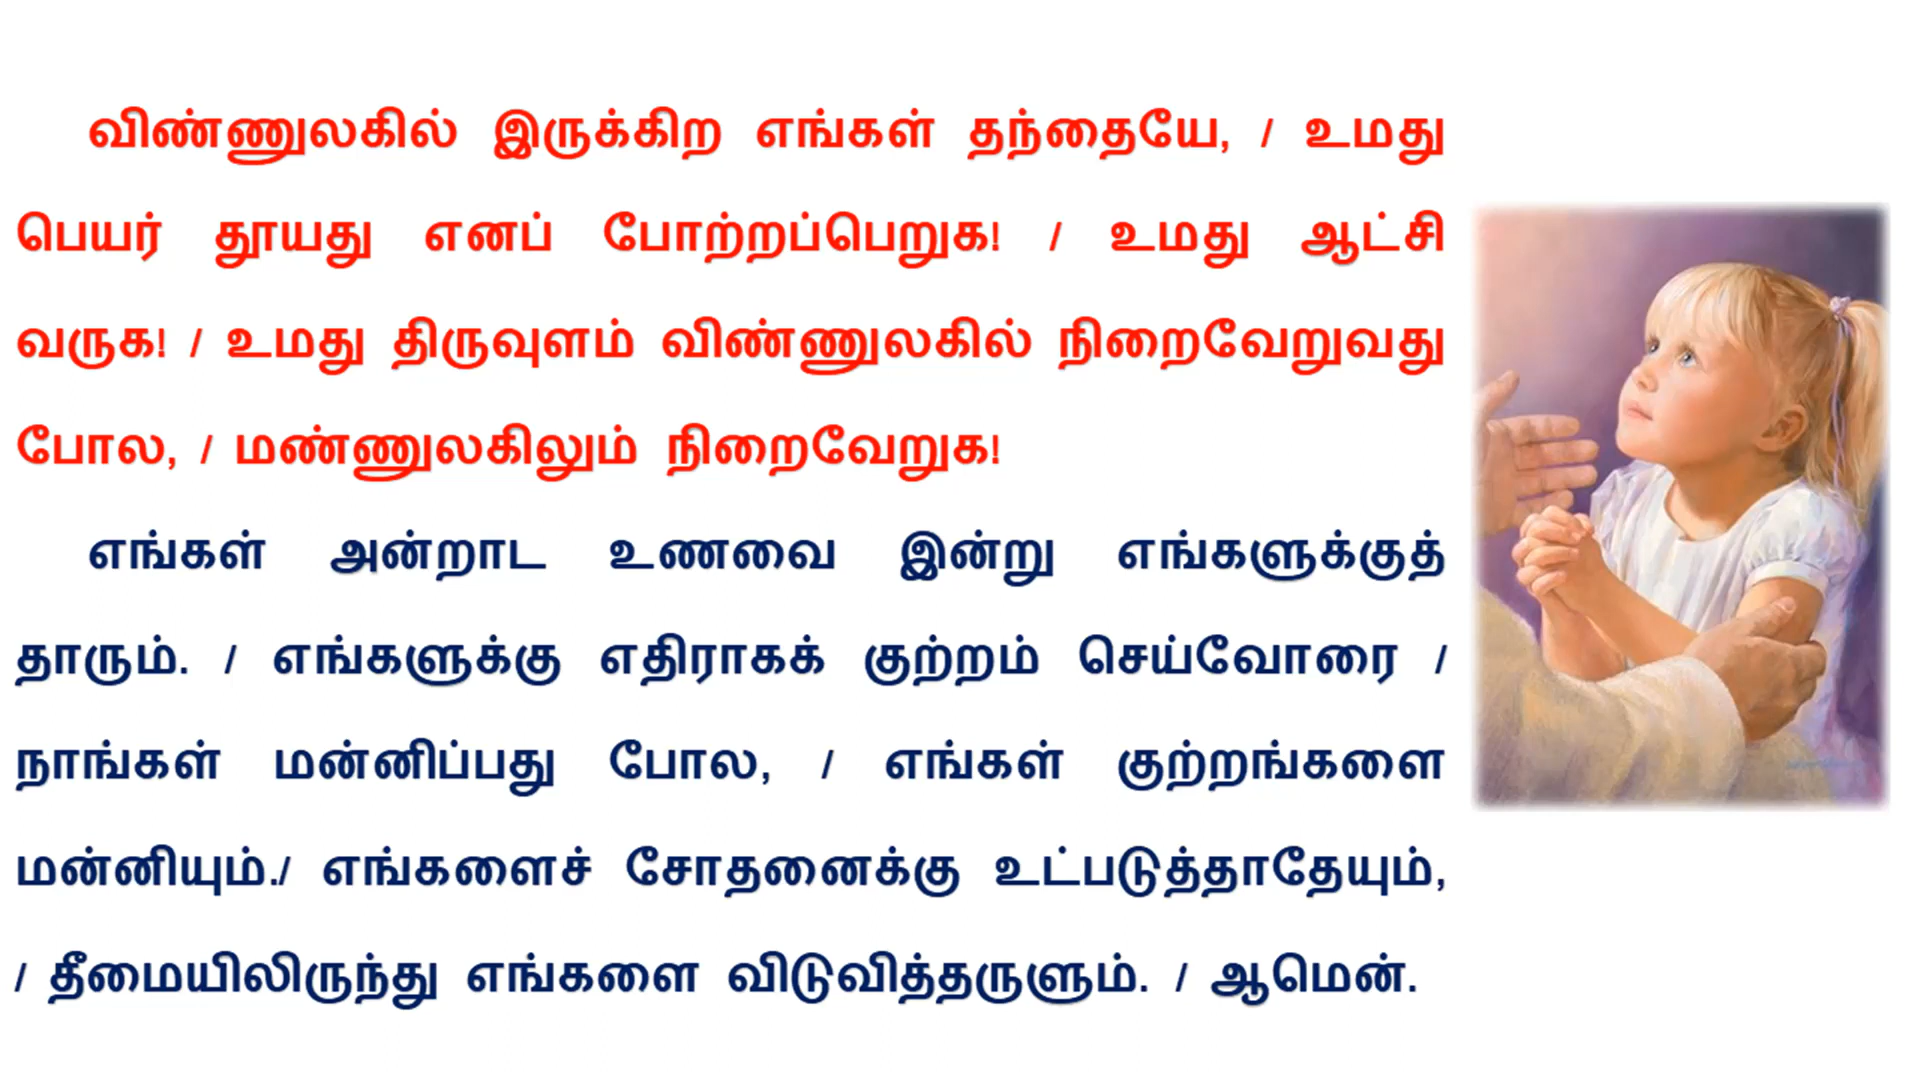 விண்ணுலகில் இருக்கிற எங்கள் தந்தையே, / உமது
பெயர் தூயது எனப் போற்றப்பெறுக! / உமது ஆட்சி
வருக! / உமது திருவுளம் விண்ணுலகில் நிறைவேறுவது
போல, / மண்ணுலகிலும் நிறைவேறுக!
எங்கள் அன்றாட உணவை இன்று எங்களுக்குத்
தாரும். / எங்களுக்கு எதிராகக் குற்றம் செய்வோரை /
நாங்கள் மன்னிப்பது போல, / எங்கள் குற்றங்களை
மன்னியும்./ எங்களைச் சோதனைக்கு உட்படுத்தாதேயும்,
/ தீமையிலிருந்து எங்களை விடுவித்தருளும். / ஆமென்.